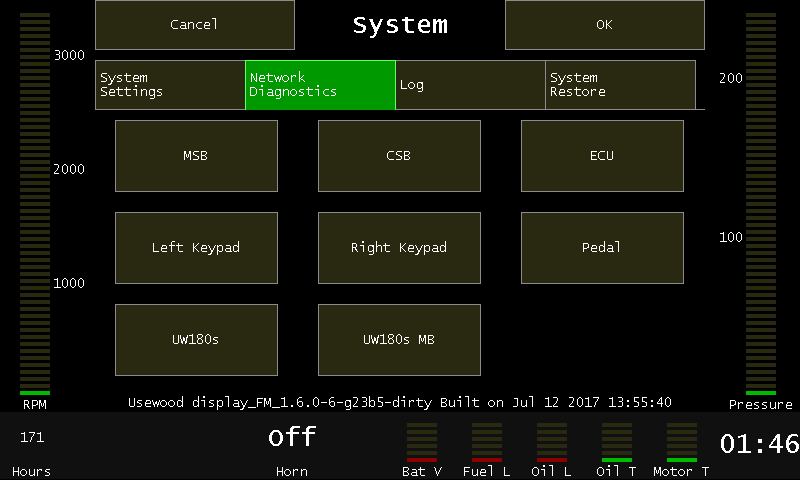 Cancel System OK
3000
System Settings Network Diagnostics Log System Restore
200
MSB CSB ECU
2000
Left Keypad Right Keypad Pedal
100
1000
UW180s UW180s MB
Usewood display_FM_1.6.0-6-g23b5-dirty Built on Jul 12 2017 13:55:40
RPM Pressure
171 Off 01:46
Hours Horn Bat V Fuel L Oil L Oil T Motor T